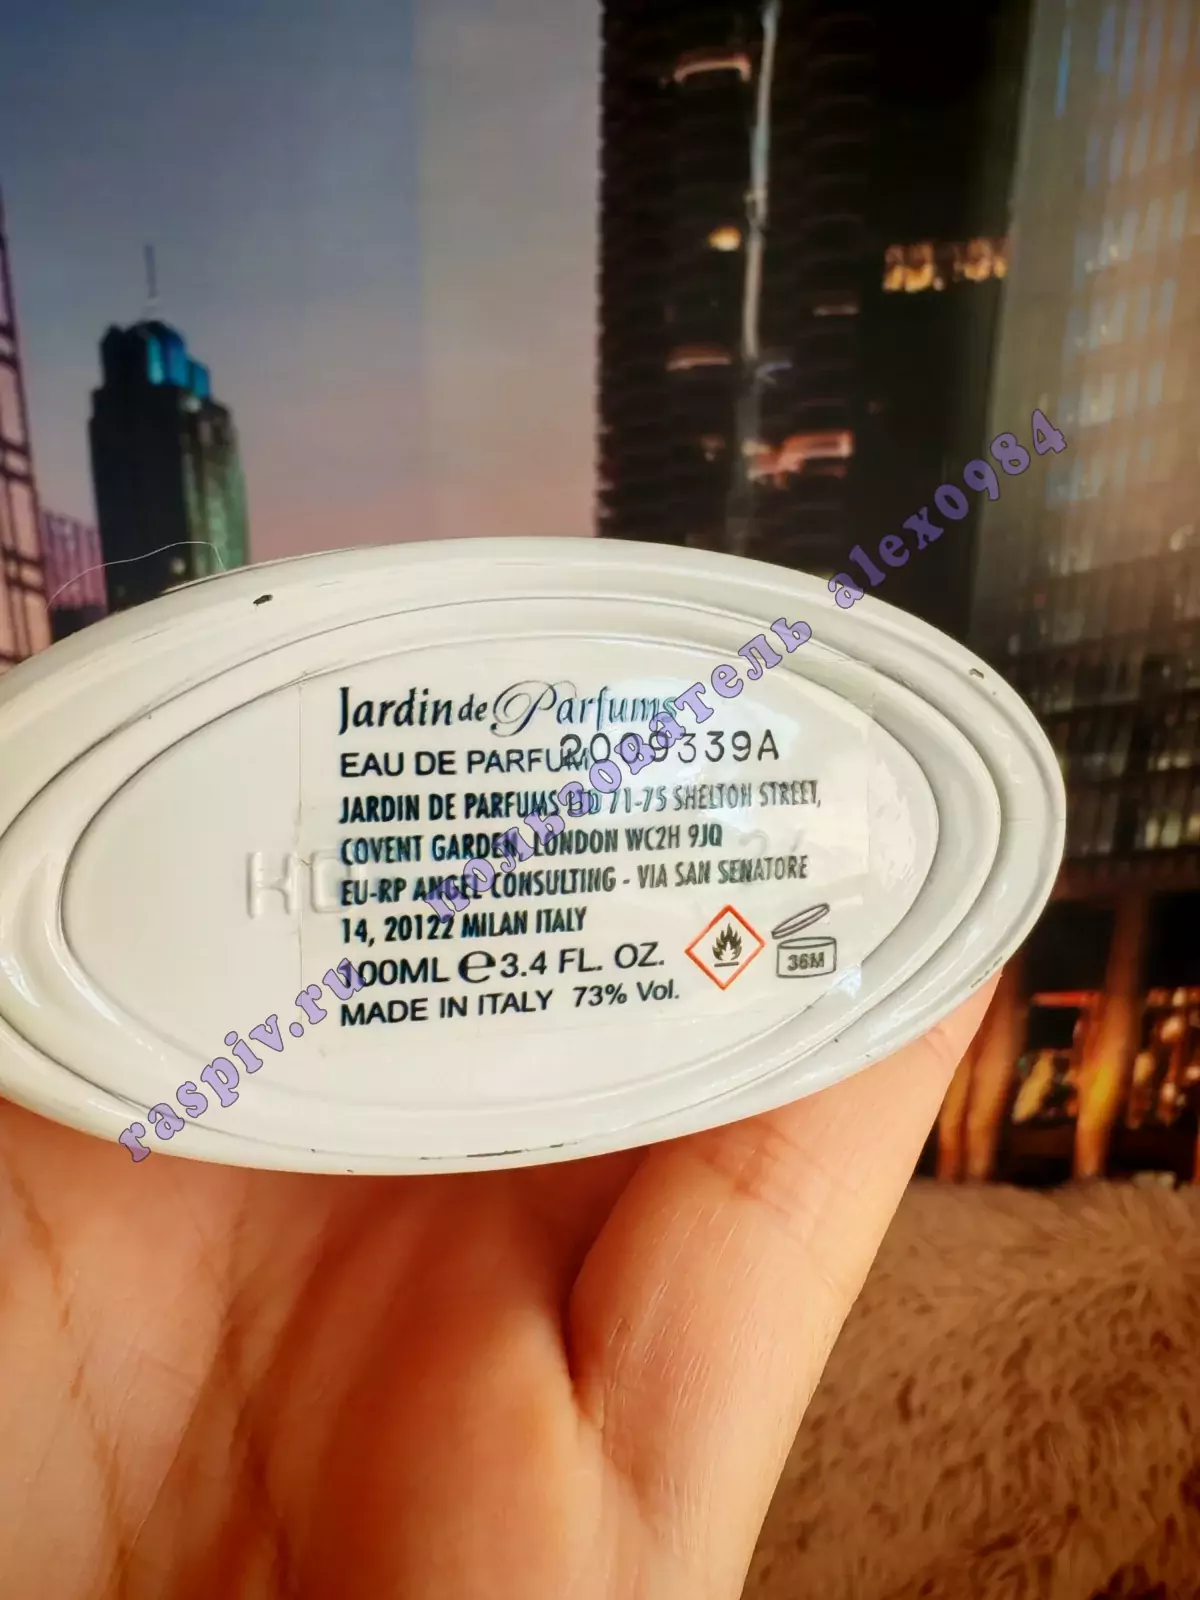 Jardin de Parfums
EAU DE PARFUM 2009339A
JARDIN DE PARFUMS LTD 71-75 SHELTON STREET,
COVENT GARDEN, LONDON WC2H 9JQ
EU-RP ANGEL CONSULTING - VIA SAN SENATORE
14, 20122 MILAN ITALY
100ML ℮ 3.4 FL. OZ.
MADE IN ITALY 73% Vol.
36M
raspiv.ru пользователь alex0984